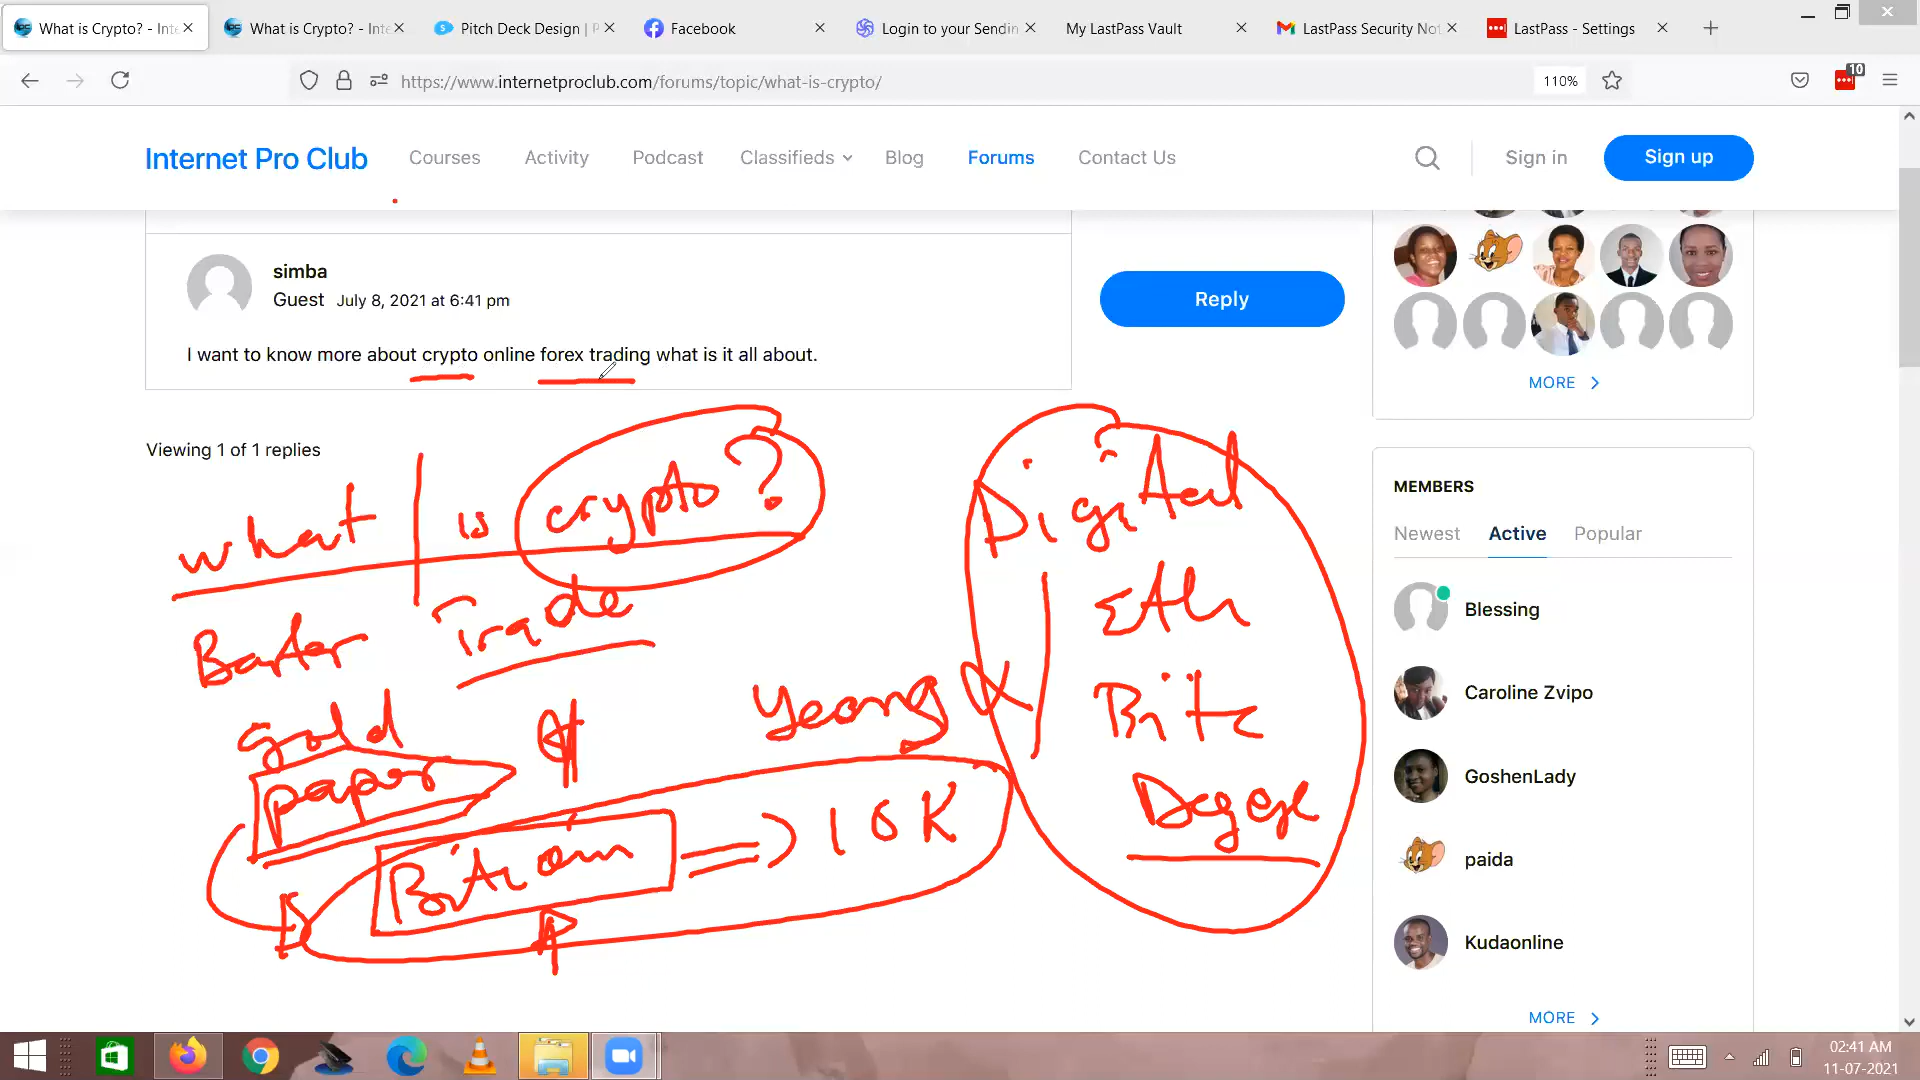 What is Crypto? - Inte
What is Crypto? - Inte
Pitch Deck Design | P
Facebook
Login to your Sendin
My LastPass Vault
LastPass Security Not
LastPass - Settings
https://www.internetproclub.com/forums/topic/what-is-crypto/
110%
10
Internet Pro Club
Courses
Activity
Podcast
Classifieds
Blog
Forums
Contact Us
Sign in
Sign up
simba
Guest July 8, 2021 at 6:41 pm
I want to know more about crypto online forex trading what is it all about.
Reply
MORE
Viewing 1 of 1 replies
what is crypto?
Barter Trade
gold
paper
Bitcoin => 10K
Digital
Eth
Bitc
MEMBERS
Newest Active Popular
Blessing
Caroline Zvipo
GoshenLady
paida
Kudaonline
MORE
02:41 AM
11-07-2021